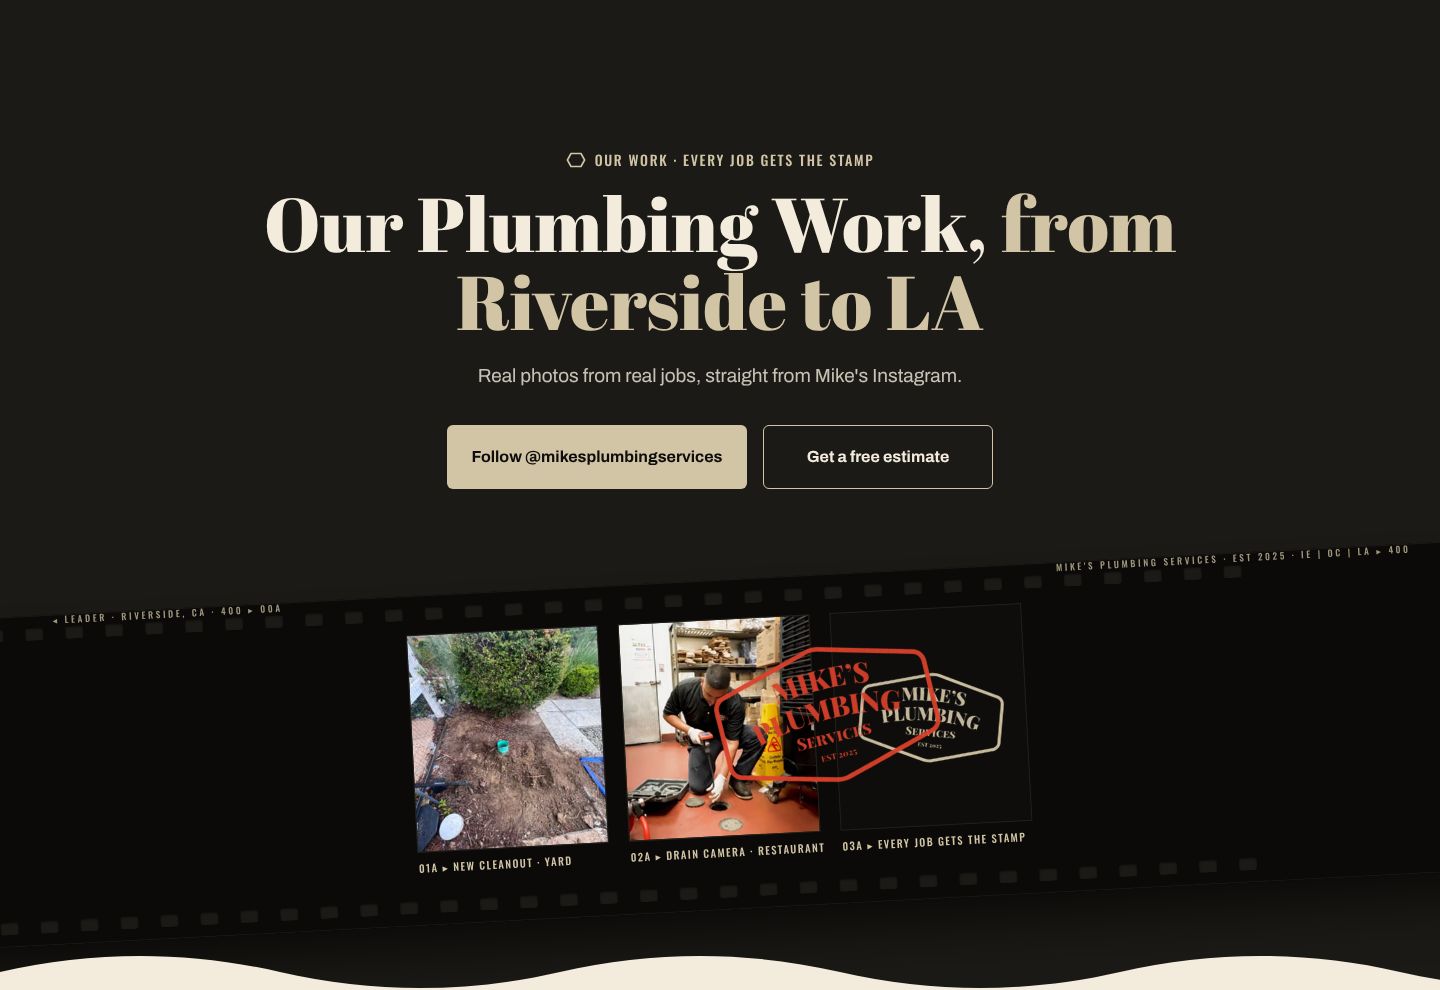 OUR WORK · EVERY JOB GETS THE STAMP
Our Plumbing Work, from
Riverside to LA
Real photos from real jobs, straight from Mike's Instagram.
Follow @mikesplumbingservices
Get a free estimate
◂ LEADER · RIVERSIDE, CA · 400 ▸ 00A
MIKE'S PLUMBING SERVICES · EST 2025 · IE | OC | LA ▸ 400
MIKE'S
PLUMBING
SERVICES
EST 2025
MIKE'S
PLUMBING
SERVICES
EST 2025
01A ▸ NEW CLEANOUT · YARD
02A ▸ DRAIN CAMERA · RESTAURANT
03A ▸ EVERY JOB GETS THE STAMP